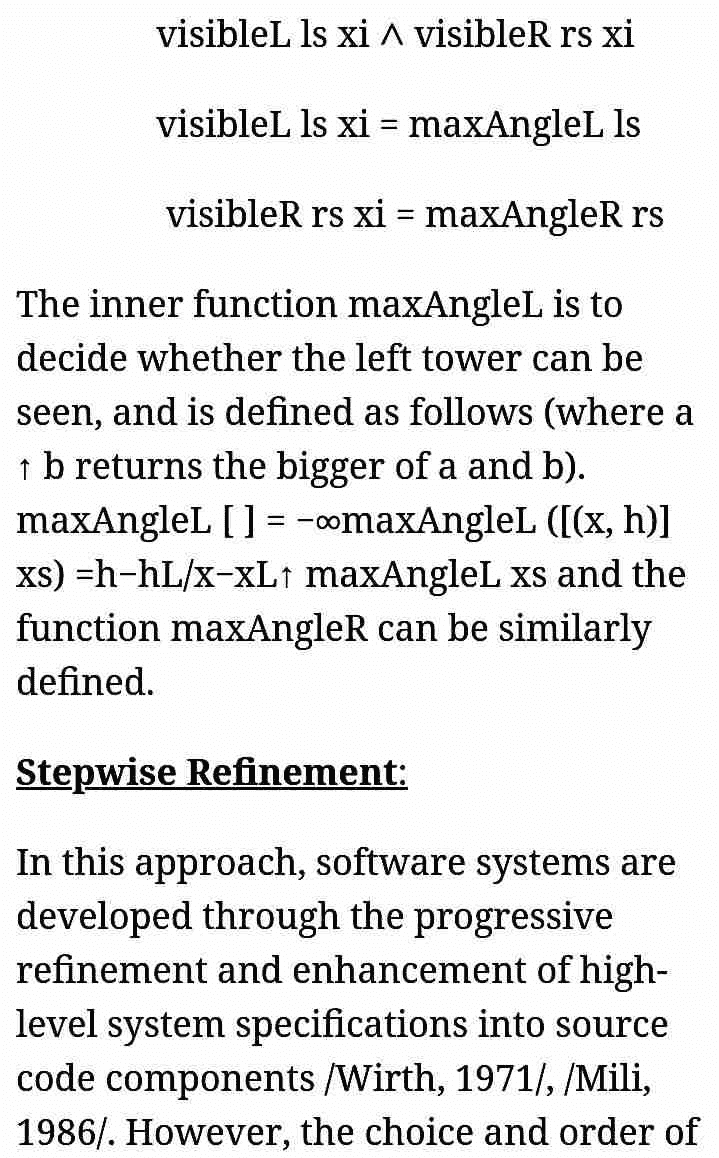 visibleL ls xi ∧ visibleR rs xi
visibleL ls xi = maxAngleL ls
visibleR rs xi = maxAngleR rs
The inner function maxAngleL is to
decide whether the left tower can be
seen, and is defined as follows (where a
↑ b returns the bigger of a and b).
maxAngleL [ ] = −∞maxAngleL ([(x, h)]
xs) =h−hL/x−xL↑ maxAngleL xs and the
function maxAngleR can be similarly
defined.
Stepwise Refinement:
In this approach, software systems are
developed through the progressive
refinement and enhancement of high-
level system specifications into source
code components /Wirth, 1971/, /Mili,
1986/. However, the choice and order of